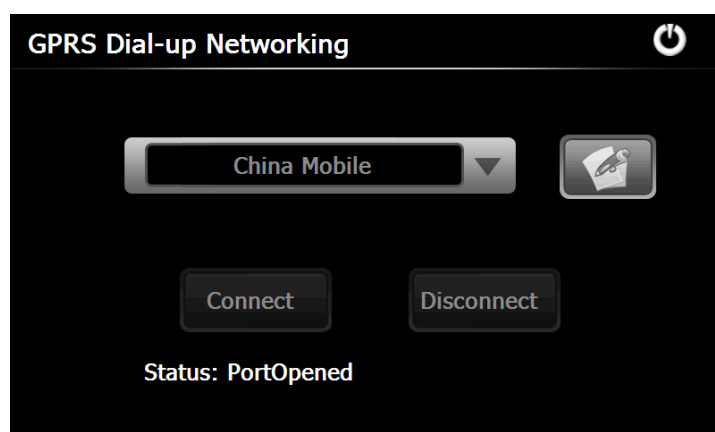 GPRS Dial-up Networking
China Mobile
Connect Disconnect
Status: PortOpened